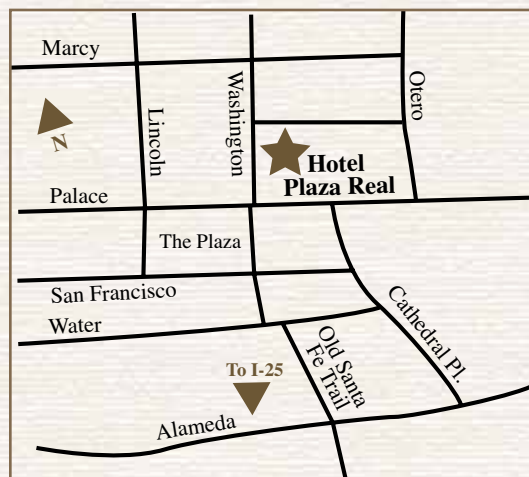 Marcy
Otero
Washington
Lincoln
N
Hotel
Plaza Real
Palace
The Plaza
San Francisco
Water
Cathedral Pl.
Old Santa
Fe Trail
To I-25
Alameda